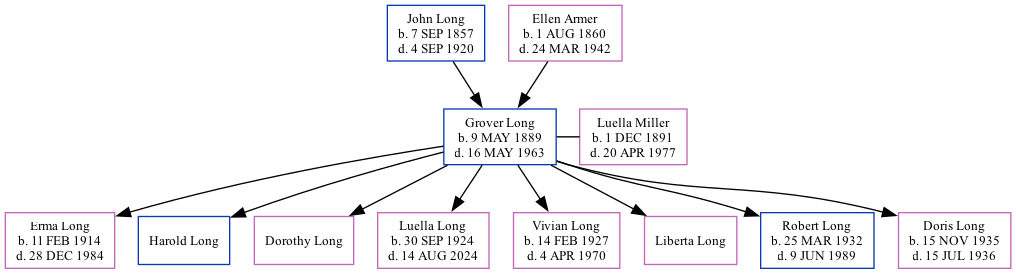 John Long
b. 7 SEP 1857
d. 4 SEP 1920
Ellen Armer
b. 1 AUG 1860
d. 24 MAR 1942
Grover Long
b. 9 MAY 1889
d. 16 MAY 1963
Luella Miller
b. 1 DEC 1891
d. 20 APR 1977
Erma Long
b. 11 FEB 1914
d. 28 DEC 1984
Harold Long
Dorothy Long
Luella Long
b. 30 SEP 1924
d. 14 AUG 2024
Vivian Long
b. 14 FEB 1927
d. 4 APR 1970
Liberta Long
Robert Long
b. 25 MAR 1932
d. 9 JUN 1989
Doris Long
b. 15 NOV 1935
d. 15 JUL 1936